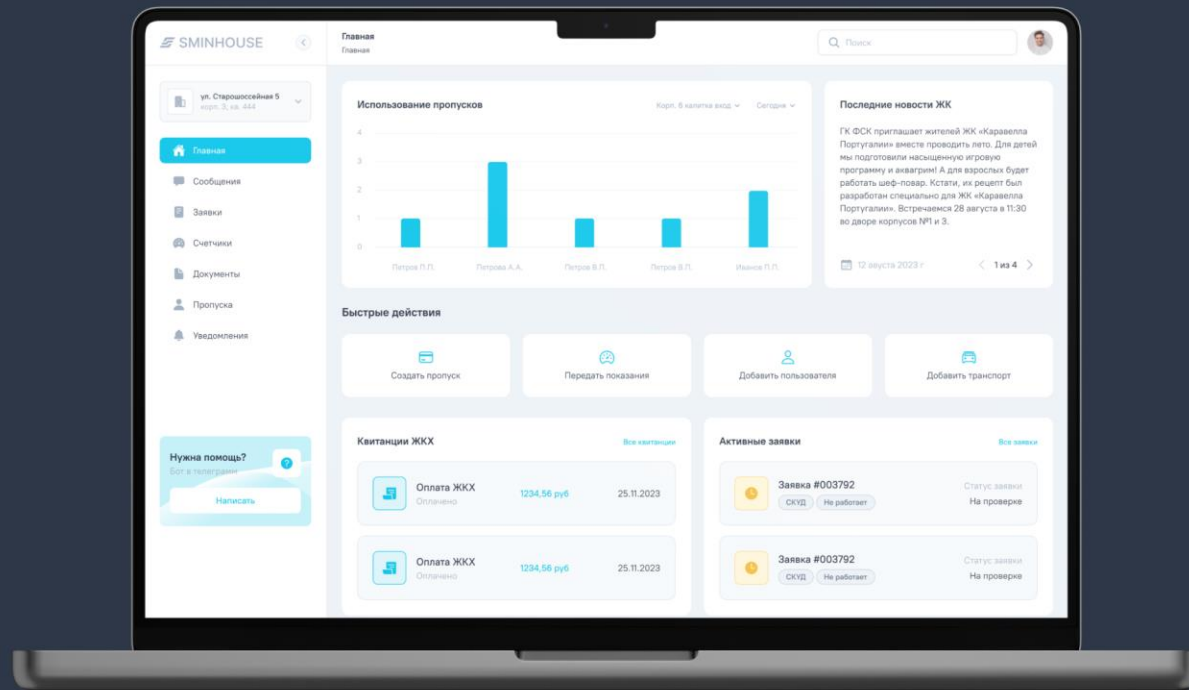 SMINHOUSE
ул. Старошоссейная 5
корп. 3, кв. 444
Главная
Сообщения
Заявки
Счетчики
Документы
Пропуска
Уведомления
Нужна помощь?
Бот в телеграмм
Написать
Главная
Главная
Поиск
Использование пропусков
Корп. 6 калитка вход
Сегодня
4
3
2
1
0
Петров П.П.
Петрова А.А.
Петров В.П.
Петров В.П.
Иванов П.П.
Последние новости ЖК
ГК ФСК приглашает жителей ЖК «Каравелла
Португалии» вместе проводить лето. Для детей
мы подготовили насыщенную игровую
программу и аквагрим! А для взрослых будет
работать шеф-повар. Кстати, их рецепт был
разработан специально для ЖК «Каравелла
Португалии». Встречаемся 28 августа в 11:30
во дворе корпусов №1 и 3.
12 августа 2023 г
1 из 4
Быстрые действия
Создать пропуск
Передать показания
Добавить пользователя
Добавить транспорт
Квитанции ЖКХ
Все квитанции
Оплата ЖКХ
Оплачено
1234,56 руб
25.11.2023
Оплата ЖКХ
Оплачено
1234,56 руб
25.11.2023
Активные заявки
Все заявки
Заявка #003792
СКУД
Не работает
Статус заявки
На проверке
Заявка #003792
СКУД
Не работает
Статус заявки
На проверке